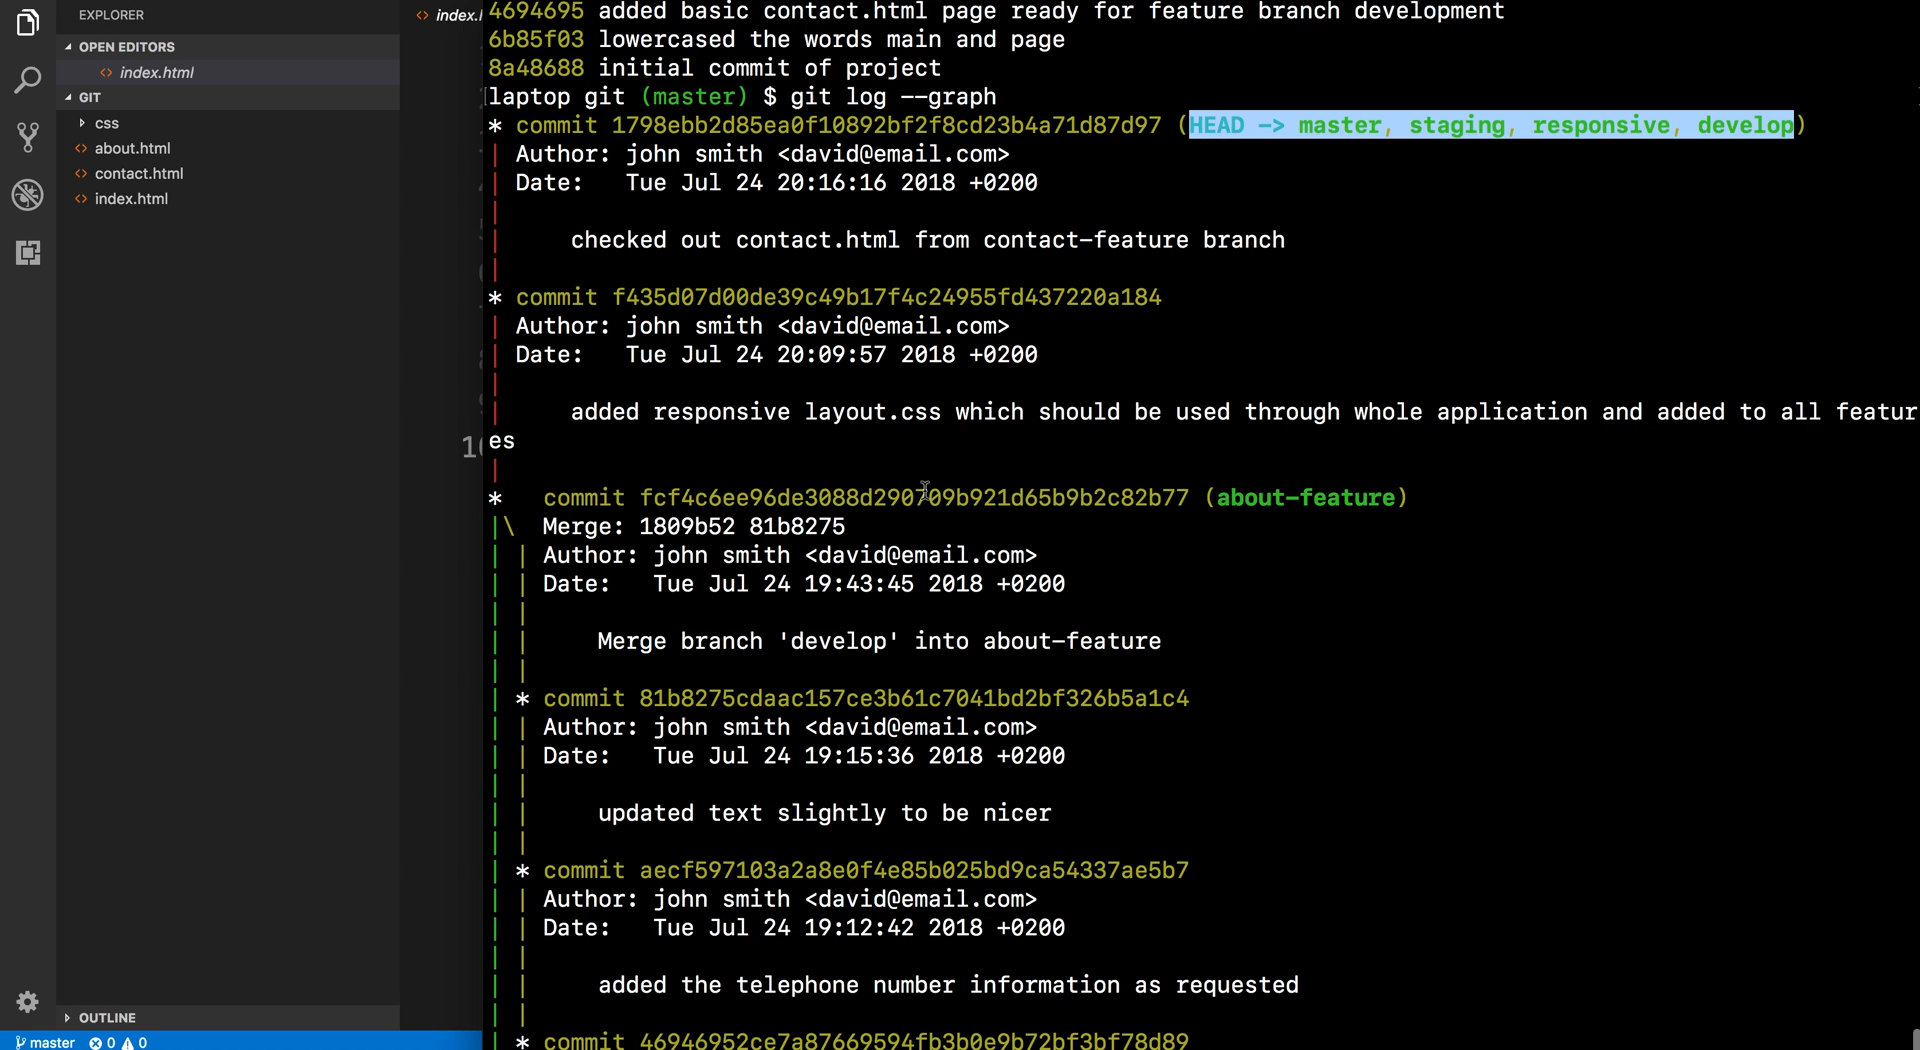 EXPLORER
OPEN EDITORS
<> index.html
GIT
css
<> about.html
<> contact.html
<> index.html
OUTLINE
master 0 0
<> index.
10
4694695 added basic contact.html page ready for feature branch development
6b85f03 lowercased the words main and page
8a48688 initial commit of project
[laptop git (master) $ git log --graph
* commit 1798ebb2d85ea0f10892bf2f8cd23b4a71d87d97 (HEAD -> master, staging, responsive, develop)
| Author: john smith <david@email.com>
| Date:   Tue Jul 24 20:16:16 2018 +0200
|
|     checked out contact.html from contact-feature branch
|
* commit f435d07d00de39c49b17f4c24955fd437220a184
| Author: john smith <david@email.com>
| Date:   Tue Jul 24 20:09:57 2018 +0200
|
|     added responsive layout.css which should be used through whole application and added to all featur
es
|
*   commit fcf4c6ee96de3088d290709b921d65b9b2c82b77 (about-feature)
|\  Merge: 1809b52 81b8275
| | Author: john smith <david@email.com>
| | Date:   Tue Jul 24 19:43:45 2018 +0200
| |
| |     Merge branch 'develop' into about-feature
| |
| * commit 81b8275cdaac157ce3b61c7041bd2bf326b5a1c4
| | Author: john smith <david@email.com>
| | Date:   Tue Jul 24 19:15:36 2018 +0200
| |
| |     updated text slightly to be nicer
| |
| * commit aecf597103a2a8e0f4e85b025bd9ca54337ae5b7
| | Author: john smith <david@email.com>
| | Date:   Tue Jul 24 19:12:42 2018 +0200
| |
| |     added the telephone number information as requested
| |
| * commit 46946952ce7a87669594fb3b0e9b72bf3bf78d89